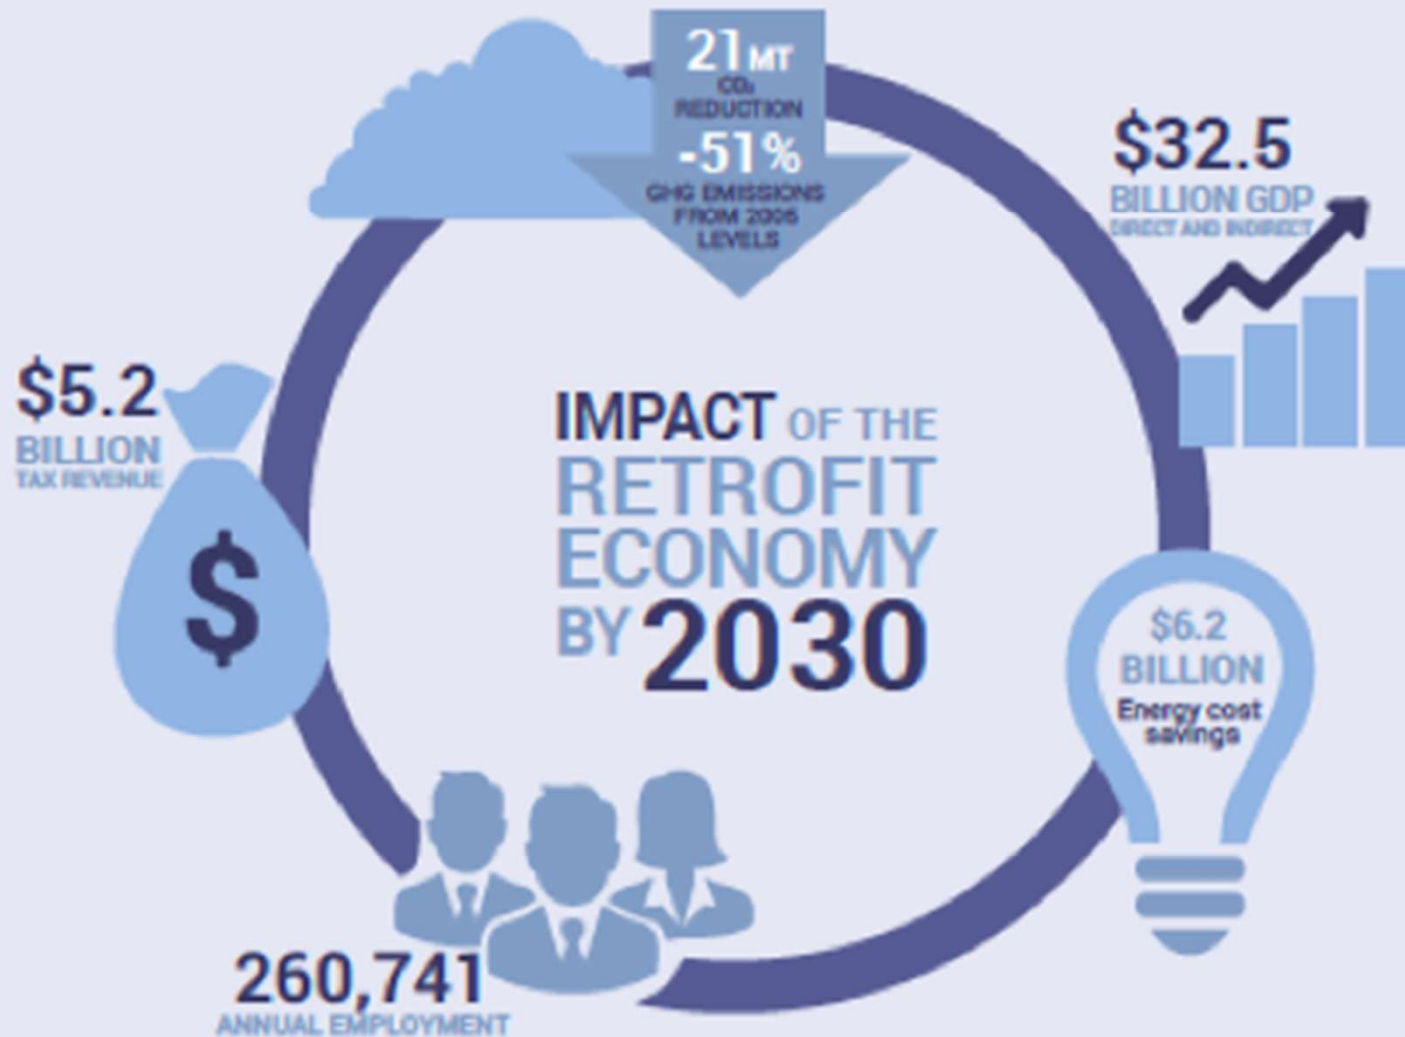 21MT
CO₂
REDUCTION
-51%
GHG EMISSIONS
FROM 2005
LEVELS
$32.5
BILLION GDP
DIRECT AND INDIRECT
$5.2
BILLION
TAX REVENUE
$
IMPACT OF THE
RETROFIT
ECONOMY
BY 2030
$6.2
BILLION
Energy cost
savings
260,741
ANNUAL EMPLOYMENT